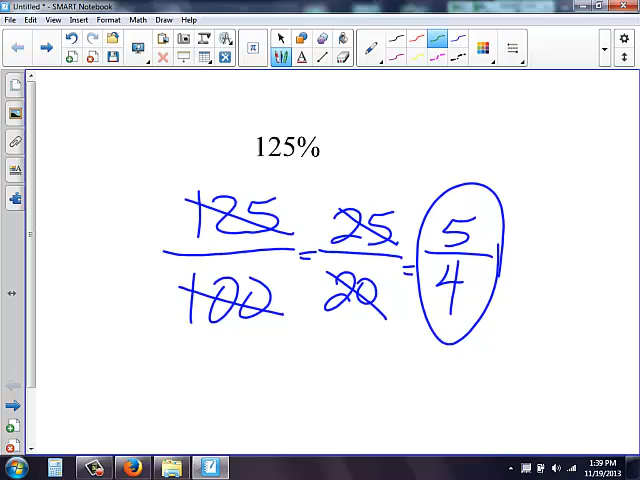 Untitled * - SMART Notebook
File Edit View Insert Format Math Draw Help
125%
125/100 = 25/20 = 5/4
1:39 PM
11/19/2013